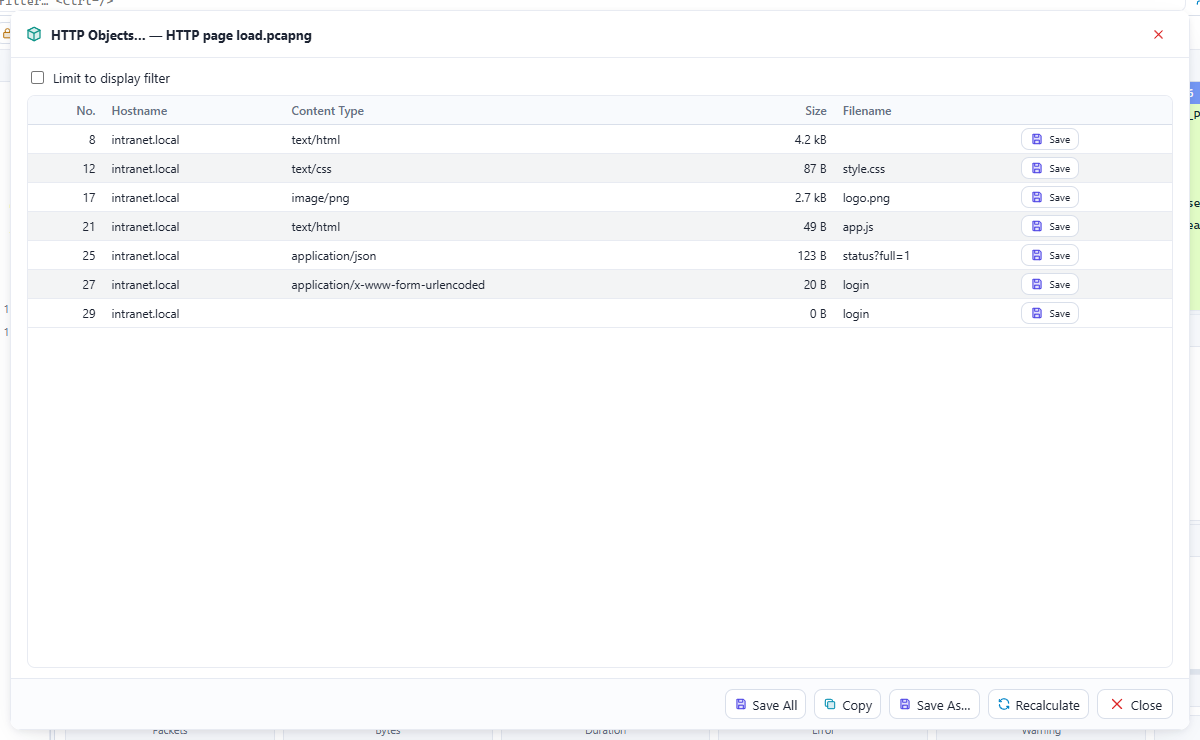 HTTP Objects... — HTTP page load.pcapng
Limit to display filter
No. Hostname Content Type Size Filename
8 intranet.local text/html 4.2 kB Save
12 intranet.local text/css 87 B style.css Save
17 intranet.local image/png 2.7 kB logo.png Save
21 intranet.local text/html 49 B app.js Save
25 intranet.local application/json 123 B status?full=1 Save
27 intranet.local application/x-www-form-urlencoded 20 B login Save
29 intranet.local 0 B login Save
Save All Copy Save As... Recalculate Close
Packets Bytes Duration Error Warning